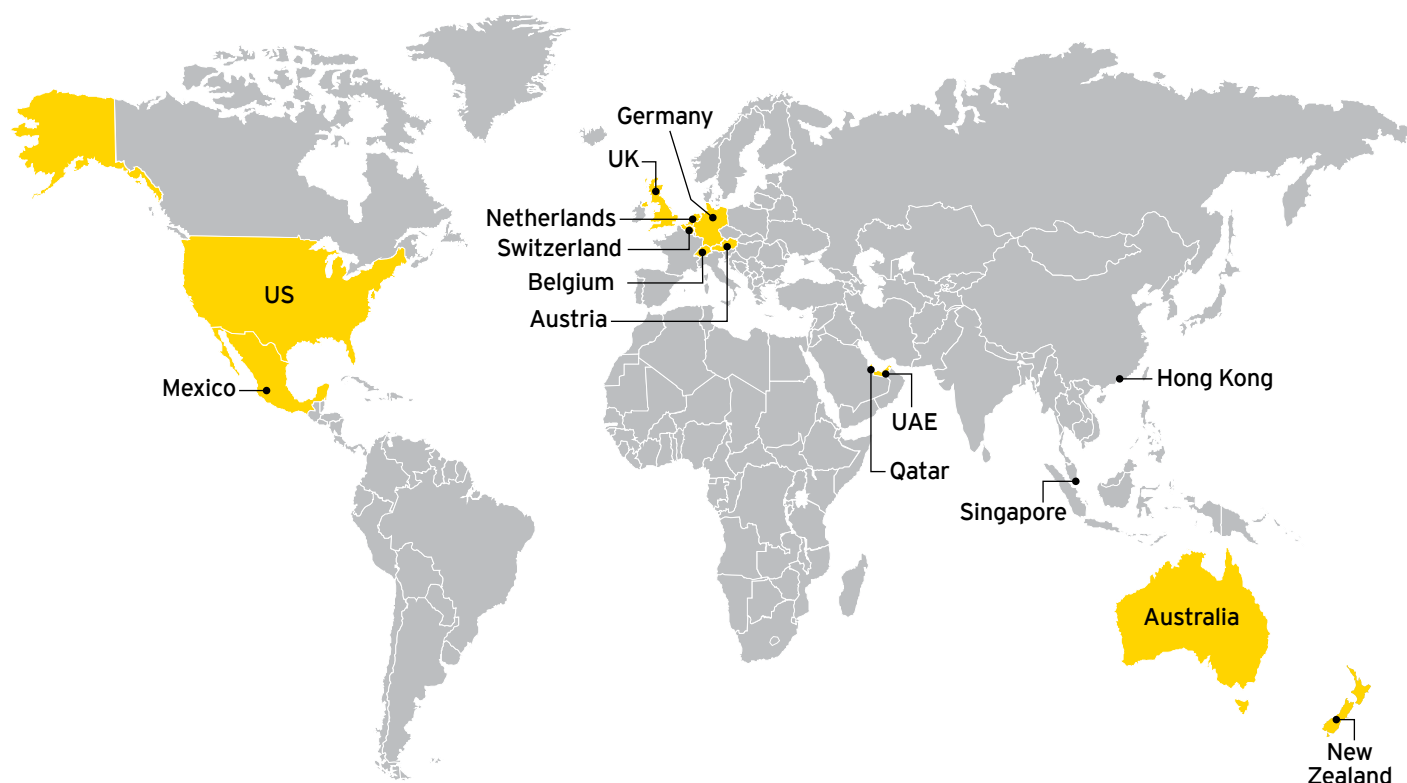 Germany
UK
Netherlands
Switzerland
Belgium
Austria
US
Mexico
Hong Kong
UAE
Qatar
Singapore
Australia
New
Zealand